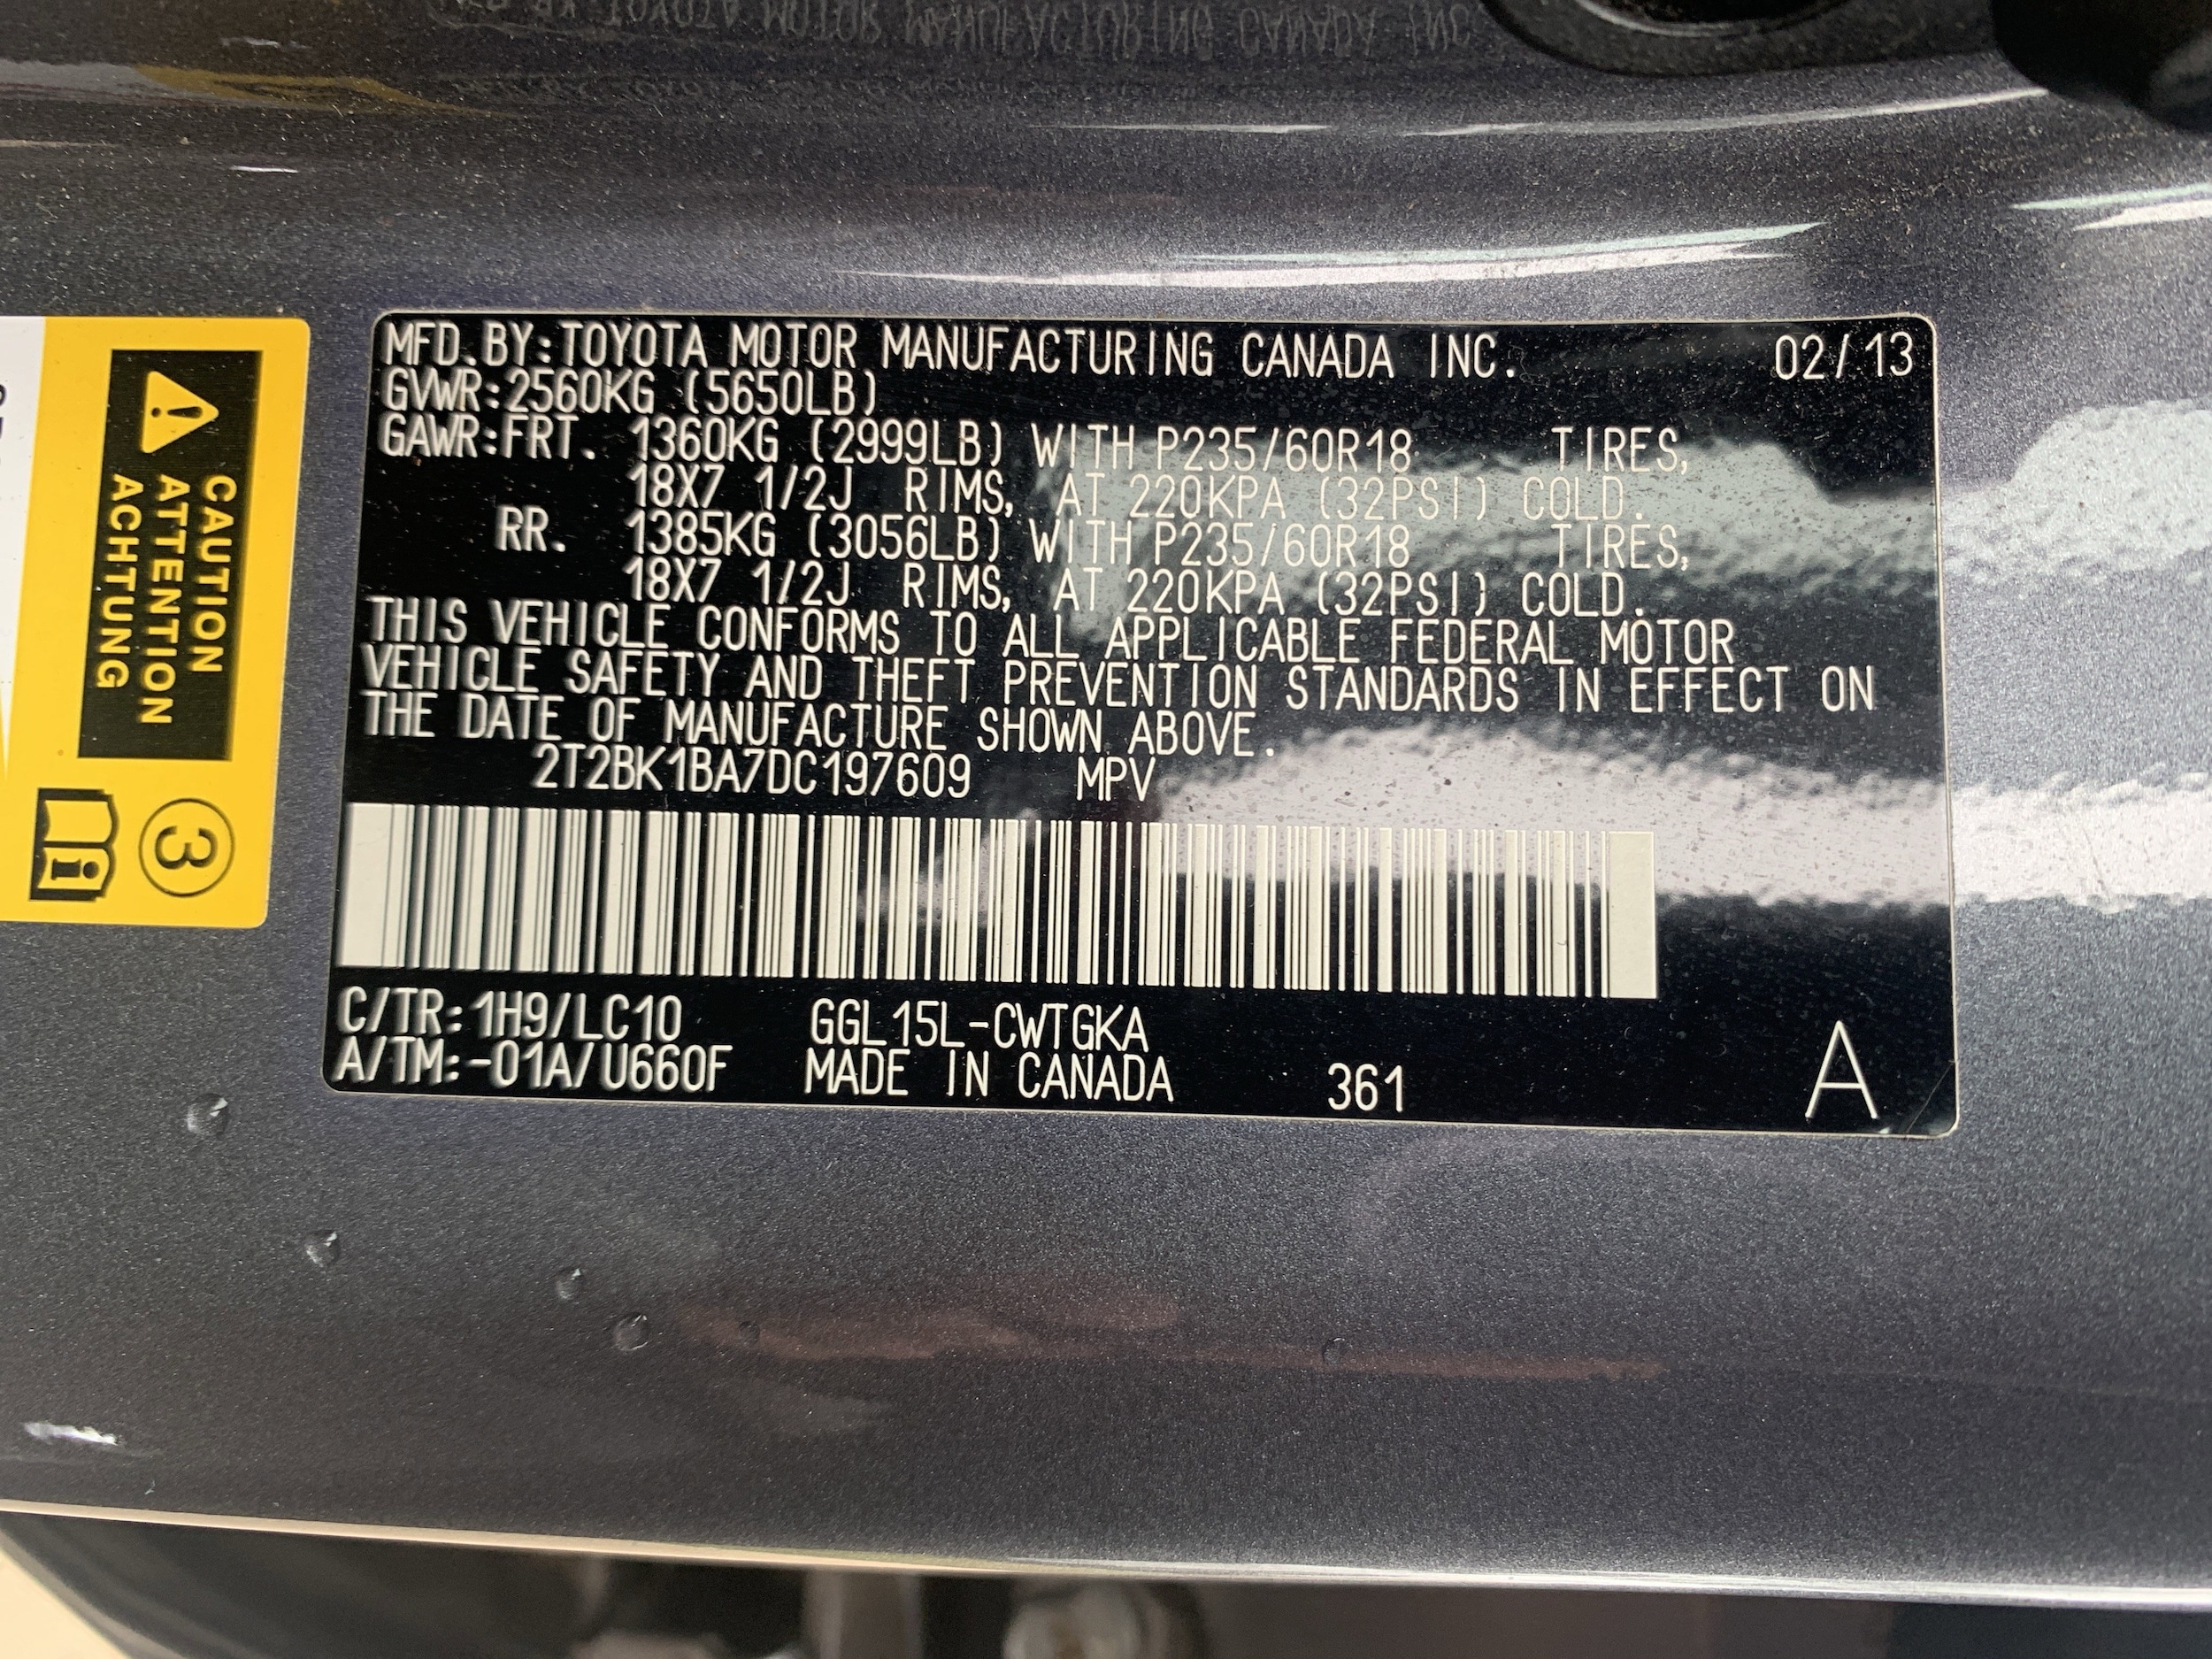 MFD.BY:TOYOTA MOTOR MANUFACTURING CANADA INC. 02/13
GVWR:2560KG (5650LB)
GAWR:FRT. 1360KG (2999LB) WITH P235/60R18 TIRES,
18X7 1/2J RIMS, AT 220KPA (32PSI) COLD.
RR. 1385KG (3056LB) WITH P235/60R18 TIRES,
18X7 1/2J RIMS, AT 220KPA (32PSI) COLD.
THIS VEHICLE CONFORMS TO ALL APPLICABLE FEDERAL MOTOR
VEHICLE SAFETY AND THEFT PREVENTION STANDARDS IN EFFECT ON
THE DATE OF MANUFACTURE SHOWN ABOVE.
2T2BK1BA7DC197609 MPV
C/TR:1H9/LC10 GGL15L-CWTGKA
A/TM:-01A/U660F MADE IN CANADA 361 A
CAUTION
ATTENTION
ACHTUNG
3